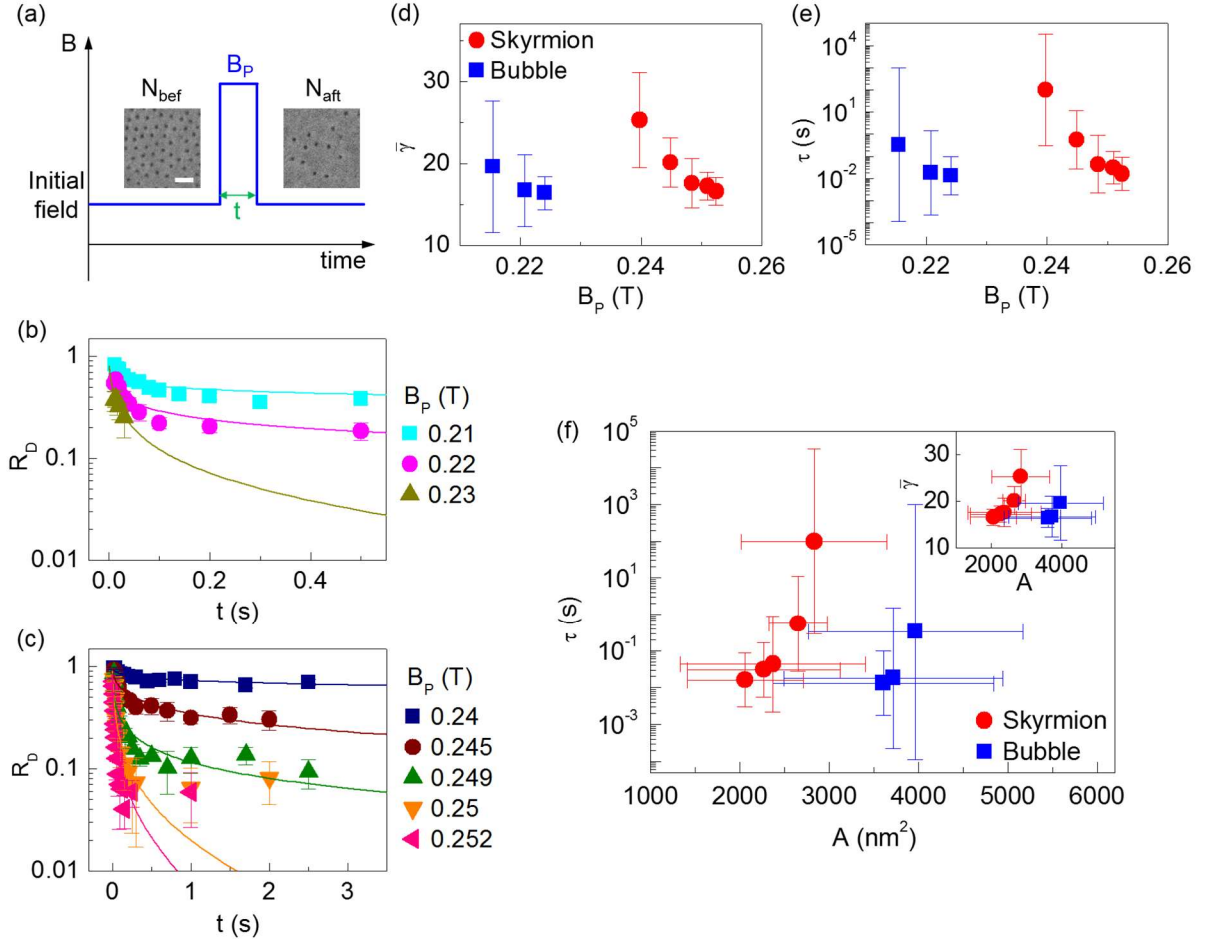 (a)
B
B_P
N_bef
N_aft
Initial
field
t
time
(d)
Skyrmion
Bubble
30
20
10
γ̄
0.22
0.24
0.26
B_P (T)
(e)
10^5
10^4
10^1
10^-2
10^-5
τ (s)
0.22
0.24
0.26
B_P (T)
(b)
1
0.1
0.01
R_D
0.0
0.2
0.4
t (s)
B_P (T)
0.21
0.22
0.23
(c)
1
0.1
0.01
R_D
0
1
2
3
t (s)
B_P (T)
0.24
0.245
0.249
0.25
0.252
(f)
10^5
10^3
10^1
10^-1
10^-3
τ (s)
1000
2000
3000
4000
5000
6000
A (nm^2)
Skyrmion
Bubble
30
20
10
γ̄
2000
4000
A